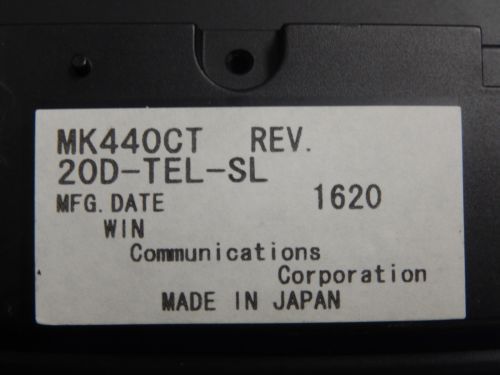 MK440CT REV.
20D-TEL-SL
MFG. DATE 1620
WIN
Communications
Corporation
MADE IN JAPAN